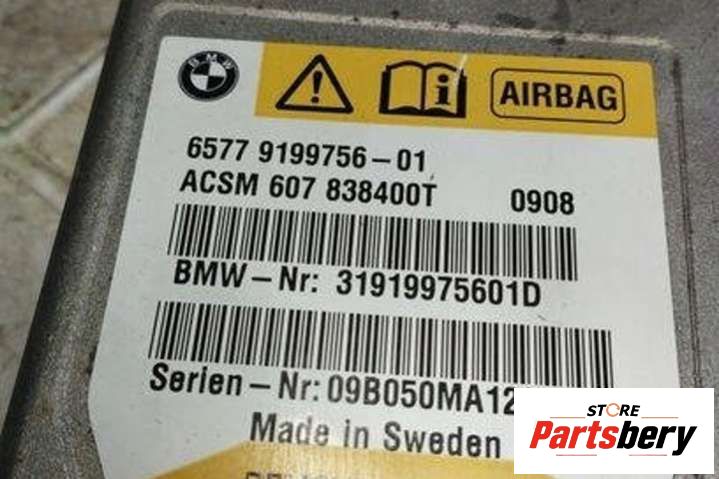 BMW
AIRBAG
6577 9199756-01
ACSM 607 838400T 0908
BMW-Nr: 31919975601D
Serien-Nr: 09B050MA12
Made in Sweden
STORE
Partsbery